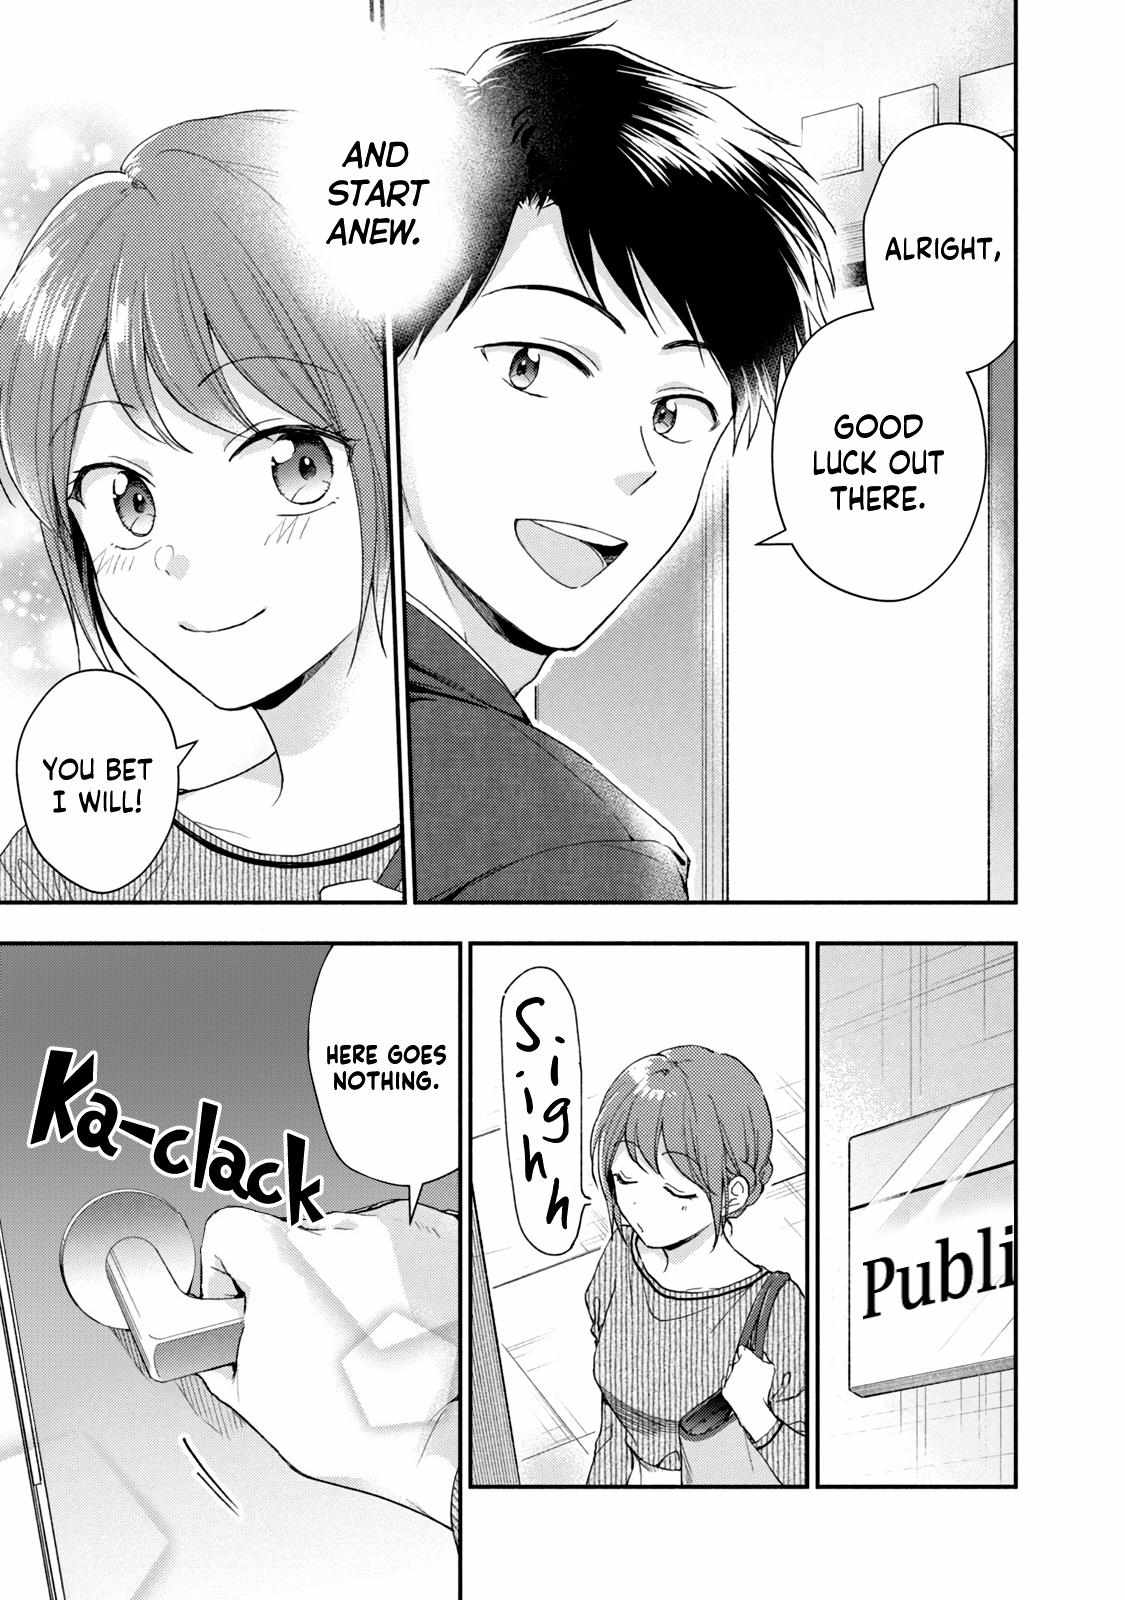 ALRIGHT,
GOOD
LUCK OUT
THERE.
AND
START
ANEW.
YOU BET
I WILL!
Publi
Sighh
HERE GOES
NOTHING.
Ka-clack